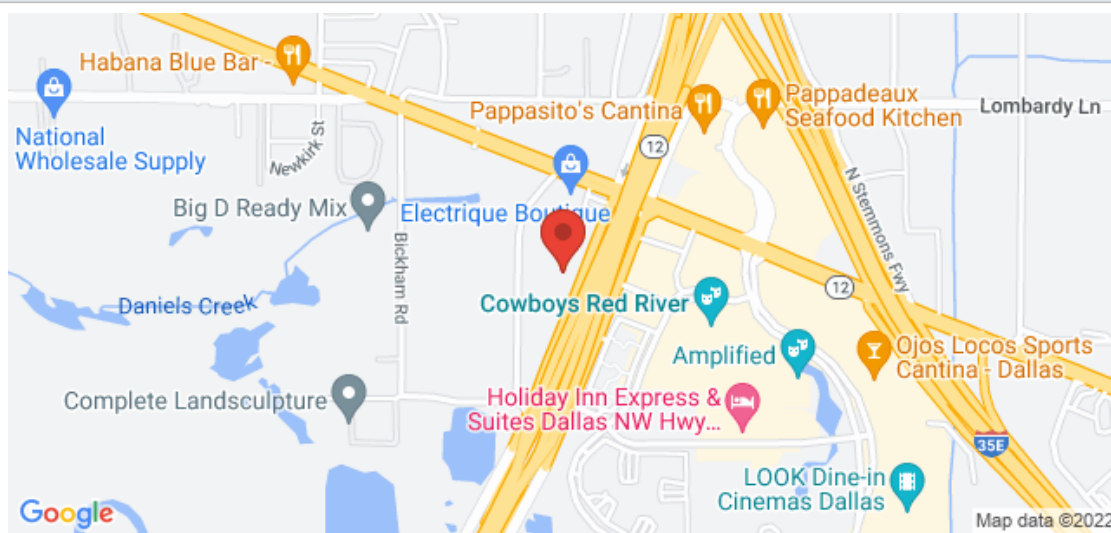 Habana Blue Bar -
National
Wholesale Supply
Newkirk St
Pappasito's Cantina
Pappadeaux
Seafood Kitchen
Lombardy Ln
12
N Stemmons Fwy
Big D Ready Mix
Electrique Boutique
Bickham Rd
Daniels Creek
12
Cowboys Red River
Amplified
Ojos Locos Sports
Cantina - Dallas
Complete Landsculpture
Holiday Inn Express &
Suites Dallas NW Hwy...
35E
LOOK Dine-in
Cinemas Dallas
Google
Map data ©2022